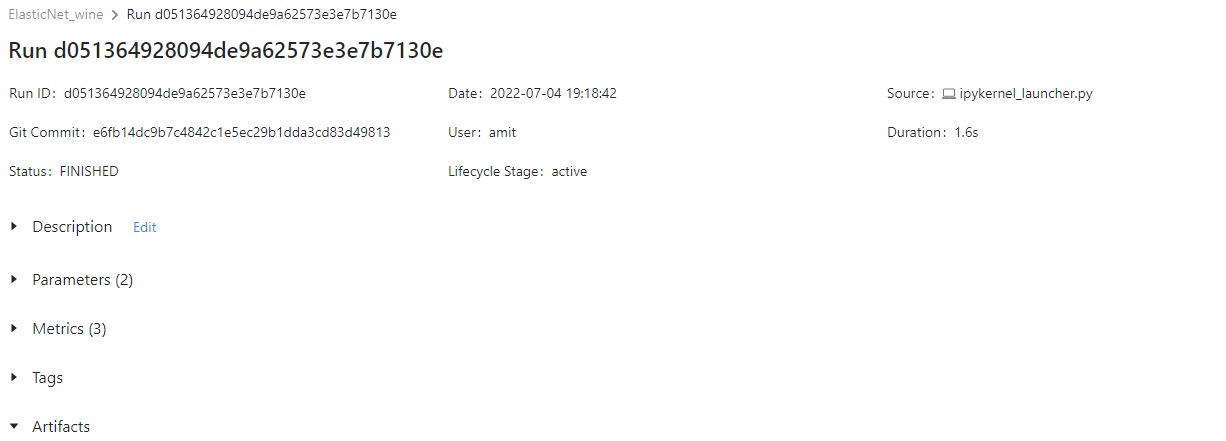 ElasticNet_wine > Run d051364928094de9a62573e3e7b7130e
Run d051364928094de9a62573e3e7b7130e
Run ID: d051364928094de9a62573e3e7b7130e Date: 2022-07-04 19:18:42 Source: ipykernel_launcher.py
Git Commit: e6fb14dc9b7c4842c1e5ec29b1dda3cd83d49813 User: amit Duration: 1.6s
Status: FINISHED Lifecycle Stage: active
Description Edit
Parameters (2)
Metrics (3)
Tags
Artifacts